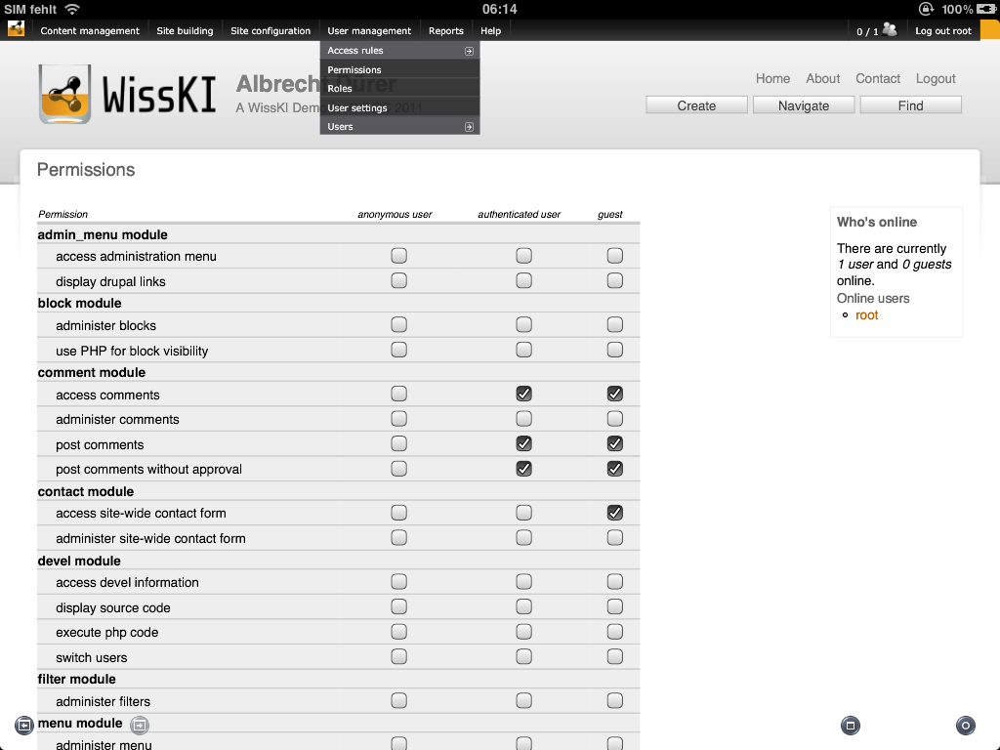 SIM fehlt 06:14 100%
Content management Site building Site configuration User management Reports Help 0 / 1 Log out root
Access rules
Permissions
Roles
User settings
Users
WissKI
Albrecht Dürer
A WissKI Demo 2011
Home About Contact Logout
Create Navigate Find
Permissions
Permission anonymous user authenticated user guest
admin_menu module
access administration menu
display drupal links
block module
administer blocks
use PHP for block visibility
comment module
access comments
administer comments
post comments
post comments without approval
contact module
access site-wide contact form
administer site-wide contact form
devel module
access devel information
display source code
execute php code
switch users
filter module
administer filters
menu module
administer menu
Who's online
There are currently
1 user and 0 guests
online.
Online users
root